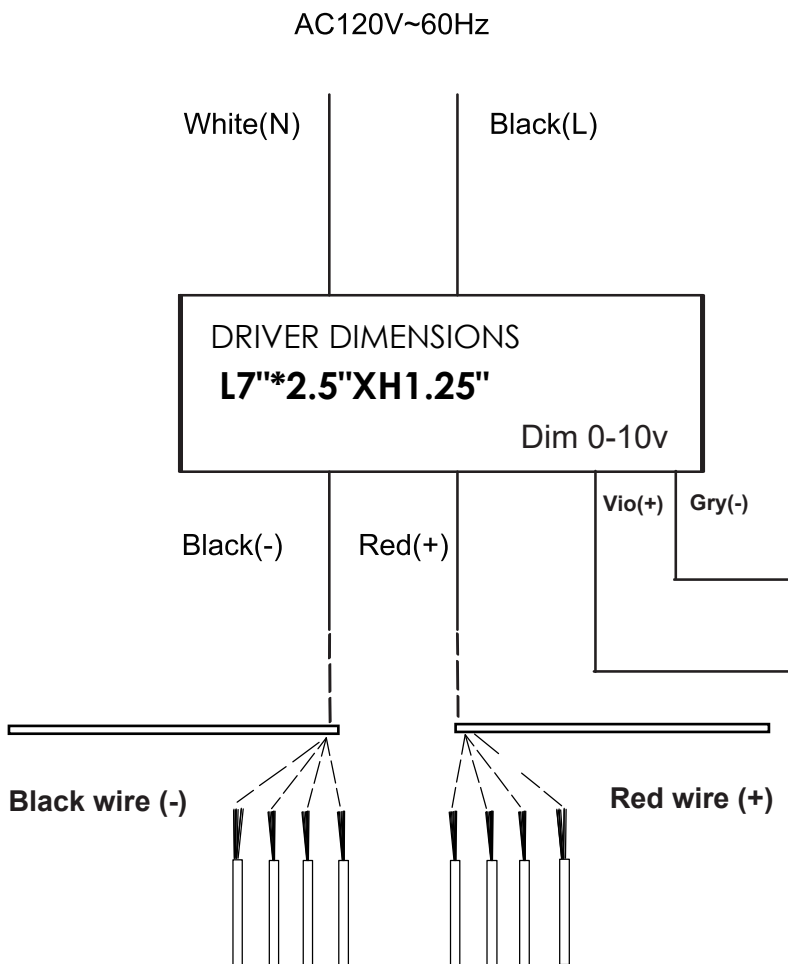 AC120V~60Hz
White(N)
Black(L)
DRIVER DIMENSIONS
L7"*2.5"XH1.25"
Dim 0-10v
Vio(+)
Gry(-)
Black(-)
Red(+)
Black wire (-)
Red wire (+)